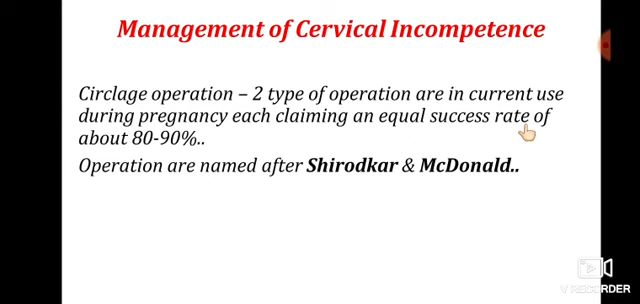 Management of Cervical Incompetence
Circlage operation – 2 type of operation are in current use
during pregnancy each claiming an equal success rate of
about 80-90%..
Operation are named after Shirodkar & McDonald..
V RECORDER